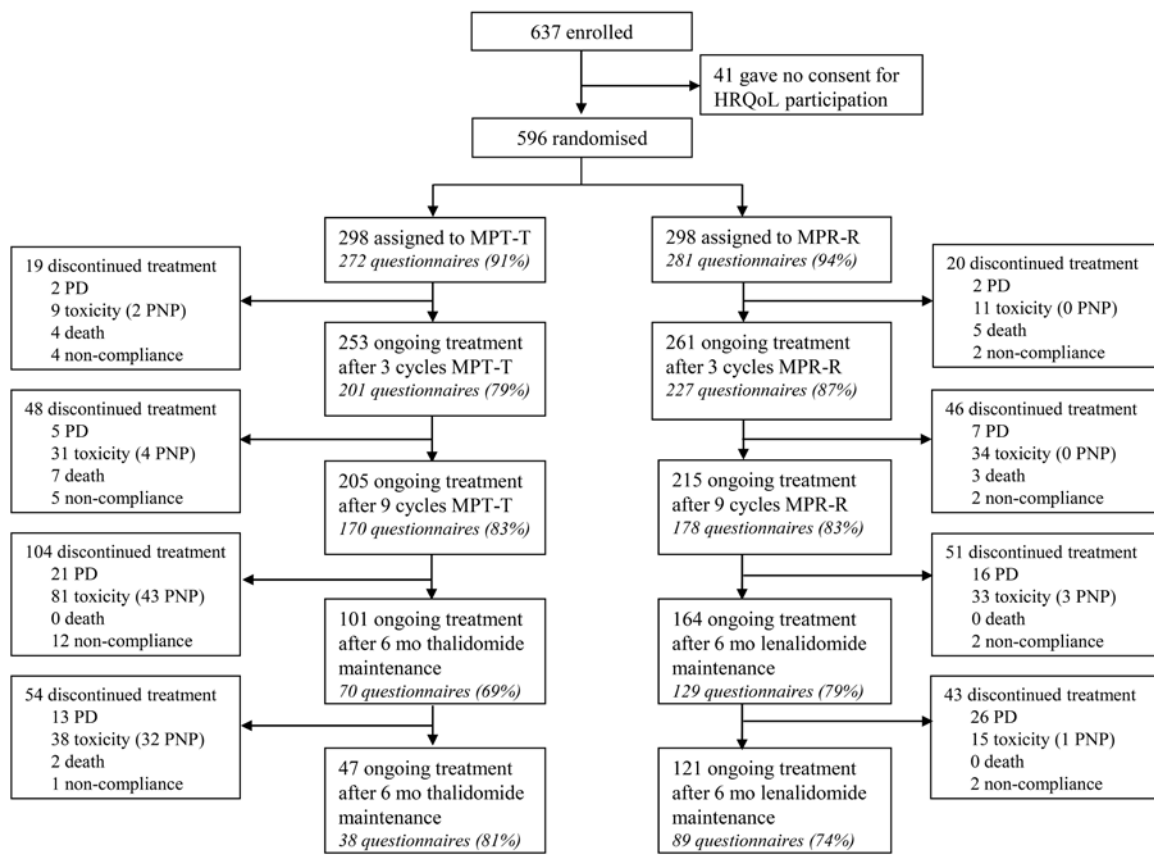 637 enrolled
41 gave no consent for
HRQoL participation
596 randomised
298 assigned to MPT-T
272 questionnaires (91%)
298 assigned to MPR-R
281 questionnaires (94%)
19 discontinued treatment
2 PD
9 toxicity (2 PNP)
4 death
4 non-compliance
20 discontinued treatment
2 PD
11 toxicity (0 PNP)
5 death
2 non-compliance
253 ongoing treatment
after 3 cycles MPT-T
201 questionnaires (79%)
261 ongoing treatment
after 3 cycles MPR-R
227 questionnaires (87%)
48 discontinued treatment
5 PD
31 toxicity (4 PNP)
7 death
5 non-compliance
46 discontinued treatment
7 PD
34 toxicity (0 PNP)
3 death
2 non-compliance
205 ongoing treatment
after 9 cycles MPT-T
170 questionnaires (83%)
215 ongoing treatment
after 9 cycles MPR-R
178 questionnaires (83%)
104 discontinued treatment
21 PD
81 toxicity (43 PNP)
0 death
12 non-compliance
51 discontinued treatment
16 PD
33 toxicity (3 PNP)
0 death
2 non-compliance
101 ongoing treatment
after 6 mo thalidomide
maintenance
70 questionnaires (69%)
164 ongoing treatment
after 6 mo lenalidomide
maintenance
129 questionnaires (79%)
54 discontinued treatment
13 PD
38 toxicity (32 PNP)
2 death
1 non-compliance
43 discontinued treatment
26 PD
15 toxicity (1 PNP)
0 death
2 non-compliance
47 ongoing treatment
after 6 mo thalidomide
maintenance
38 questionnaires (81%)
121 ongoing treatment
after 6 mo lenalidomide
maintenance
89 questionnaires (74%)